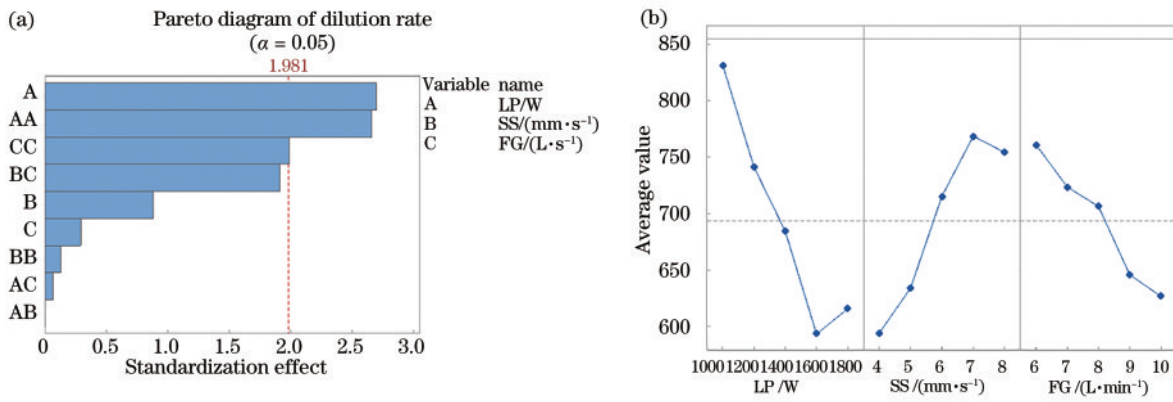 (a)
Pareto diagram of dilution rate
(α = 0.05)
1.981
A
AA
CC
BC
B
C
BB
AC
AB
0 0.5 1.0 1.5 2.0 2.5 3.0
Standardization effect
Variable name
A LP/W
B SS/(mm·s⁻¹)
C FG/(L·s⁻¹)
(b)
850
800
750
700
650
600
Average value
1000 1200 1400 1600 1800 4 5 6 7 8 6 7 8 9 10
LP/W SS/(mm·s⁻¹) FG/(L·min⁻¹)